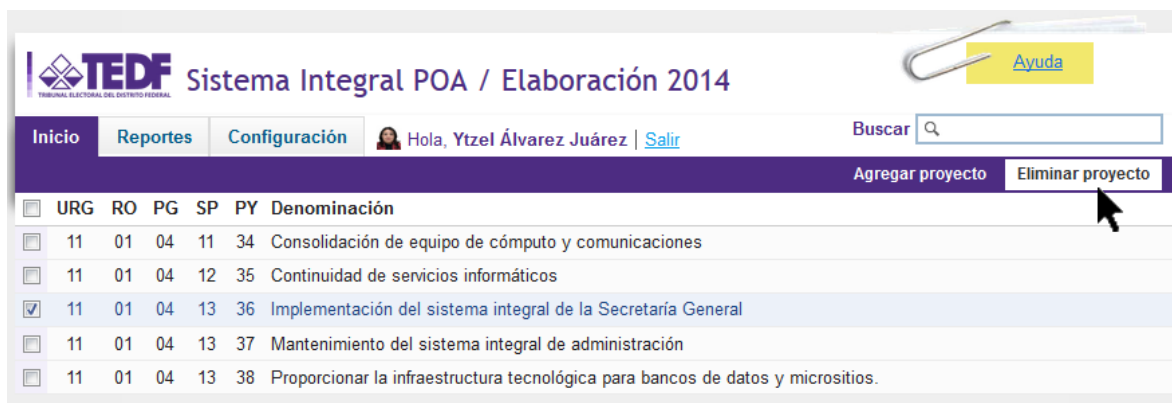 Ayuda
TEDF Sistema Integral POA / Elaboración 2014
TRIBUNAL ELECTORAL DEL DISTRITO FEDERAL
Inicio Reportes Configuración Hola, Ytzel Álvarez Juárez | Salir Buscar
Agregar proyecto Eliminar proyecto
URG RO PG SP PY Denominación
11 01 04 11 34 Consolidación de equipo de cómputo y comunicaciones
11 01 04 12 35 Continuidad de servicios informáticos
11 01 04 13 36 Implementación del sistema integral de la Secretaría General
11 01 04 13 37 Mantenimiento del sistema integral de administración
11 01 04 13 38 Proporcionar la infraestructura tecnológica para bancos de datos y micrositios.